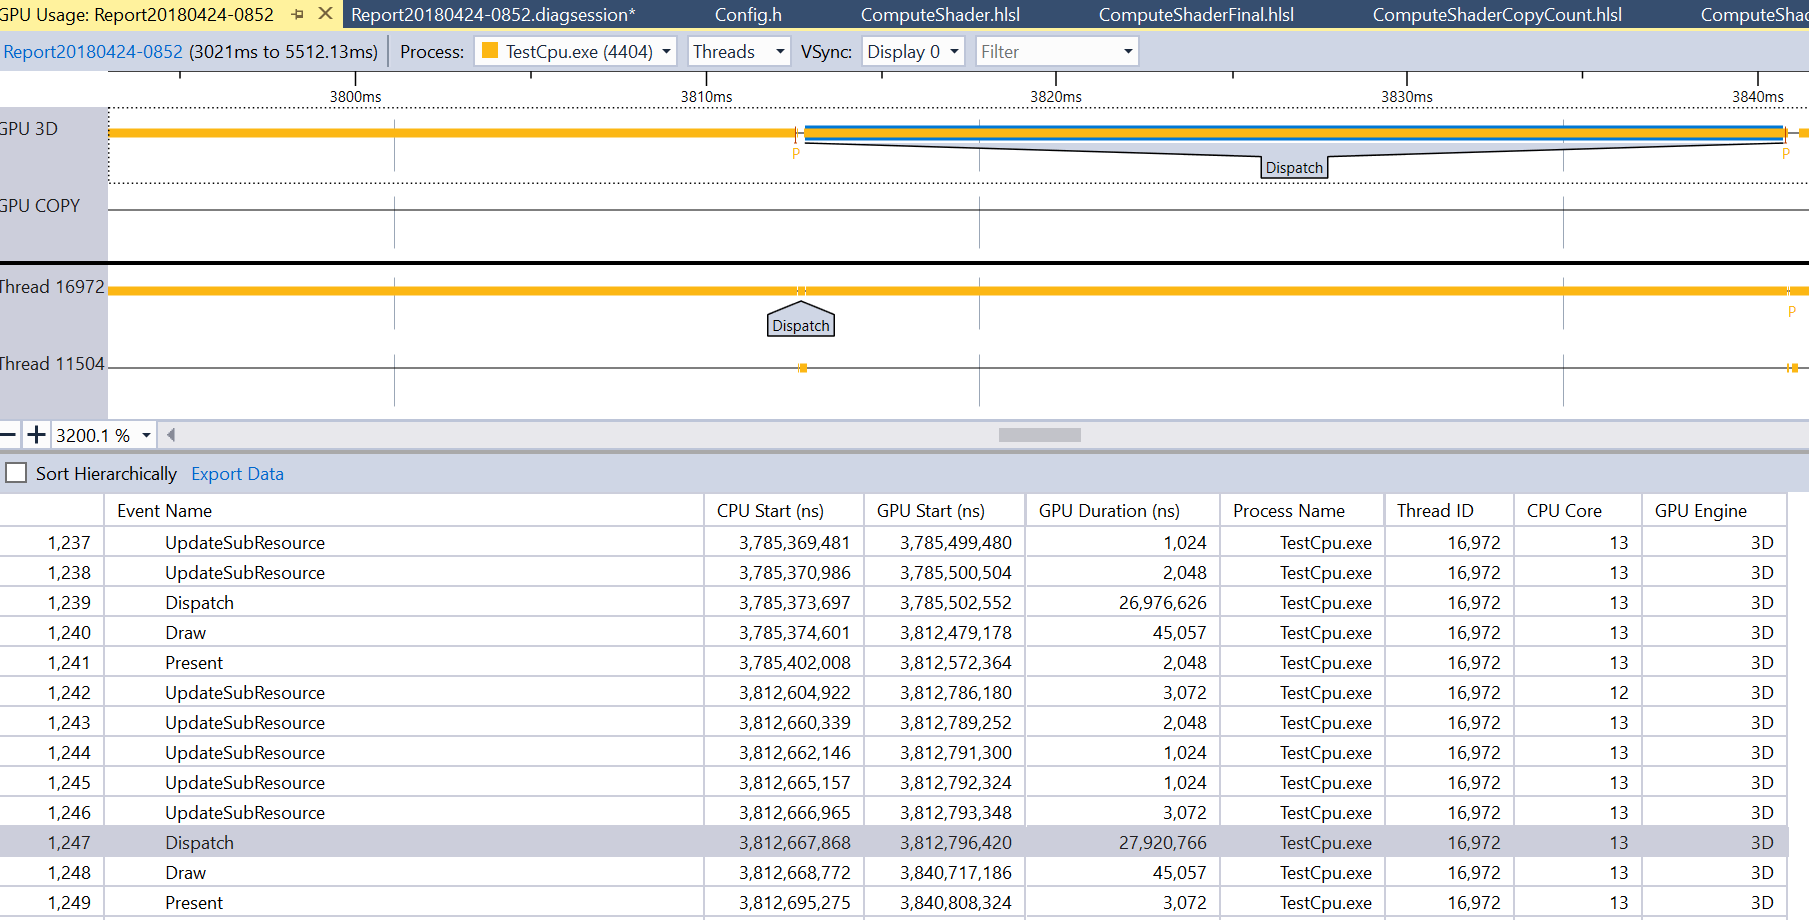 GPU Usage: Report20180424-0852 Report20180424-0852.diagsession* Config.h ComputeShader.hlsl ComputeShaderFinal.hlsl ComputeShaderCopyCount.hlsl ComputeShad
Report20180424-0852 (3021ms to 5512.13ms) Process: TestCpu.exe (4404) Threads VSync: Display 0 Filter
3800ms 3810ms 3820ms 3830ms 3840ms
GPU 3D
P P
Dispatch
GPU COPY
Thread 16972
P
Dispatch
Thread 11504
3200.1 %
Sort Hierarchically Export Data
Event Name CPU Start (ns) GPU Start (ns) GPU Duration (ns) Process Name Thread ID CPU Core GPU Engine
1,237 UpdateSubResource 3,785,369,481 3,785,499,480 1,024 TestCpu.exe 16,972 13 3D
1,238 UpdateSubResource 3,785,370,986 3,785,500,504 2,048 TestCpu.exe 16,972 13 3D
1,239 Dispatch 3,785,373,697 3,785,502,552 26,976,626 TestCpu.exe 16,972 13 3D
1,240 Draw 3,785,374,601 3,812,479,178 45,057 TestCpu.exe 16,972 13 3D
1,241 Present 3,785,402,008 3,812,572,364 2,048 TestCpu.exe 16,972 13 3D
1,242 UpdateSubResource 3,812,604,922 3,812,786,180 3,072 TestCpu.exe 16,972 12 3D
1,243 UpdateSubResource 3,812,660,339 3,812,789,252 2,048 TestCpu.exe 16,972 13 3D
1,244 UpdateSubResource 3,812,662,146 3,812,791,300 1,024 TestCpu.exe 16,972 13 3D
1,245 UpdateSubResource 3,812,665,157 3,812,792,324 1,024 TestCpu.exe 16,972 13 3D
1,246 UpdateSubResource 3,812,666,965 3,812,793,348 3,072 TestCpu.exe 16,972 13 3D
1,247 Dispatch 3,812,667,868 3,812,796,420 27,920,766 TestCpu.exe 16,972 13 3D
1,248 Draw 3,812,668,772 3,840,717,186 45,057 TestCpu.exe 16,972 13 3D
1,249 Present 3,812,695,275 3,840,808,324 3,072 TestCpu.exe 16,972 13 3D